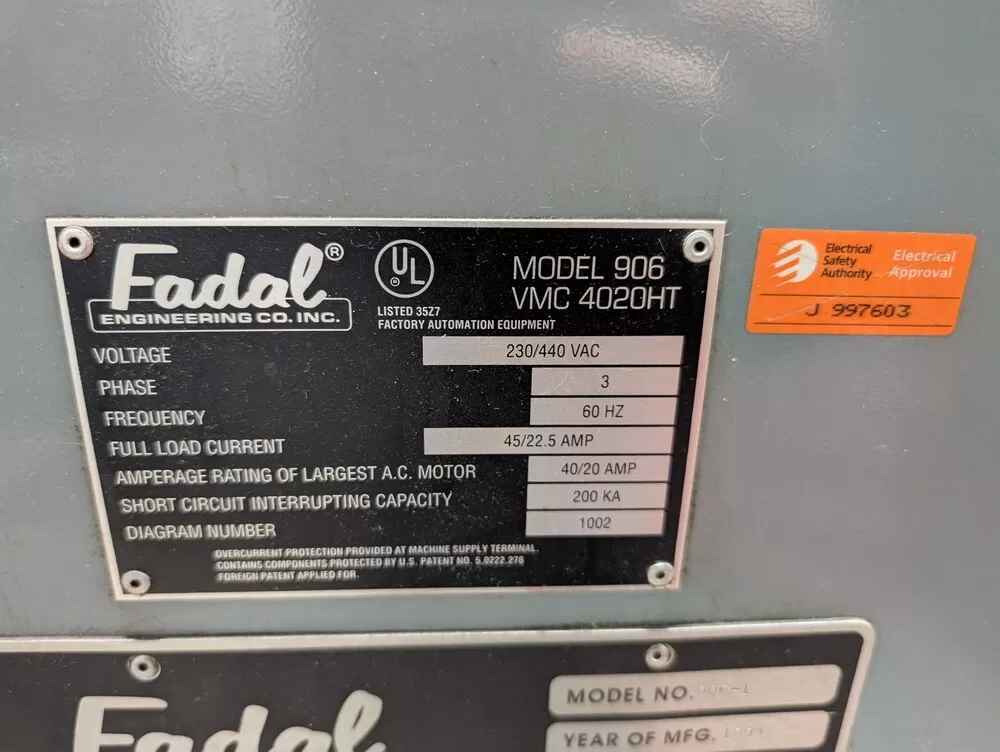 Fadal®
ENGINEERING CO. INC.
UL
®
LISTED 35Z7
FACTORY AUTOMATION EQUIPMENT
MODEL 906
VMC 4020HT
VOLTAGE 230/440 VAC
PHASE 3
FREQUENCY 60 HZ
FULL LOAD CURRENT 45/22.5 AMP
AMPERAGE RATING OF LARGEST A.C. MOTOR 40/20 AMP
SHORT CIRCUIT INTERRUPTING CAPACITY 200 KA
DIAGRAM NUMBER 1002
OVERCURRENT PROTECTION PROVIDED AT MACHINE SUPPLY TERMINAL.
CONTAINS COMPONENTS PROTECTED BY U.S. PATENT NO. 5.0222.278
FOREIGN PATENT APPLIED FOR.
Electrical
Safety
Authority
Electrical
Approval
J 997603
Fadal
MODEL NO.
YEAR OF MFG.